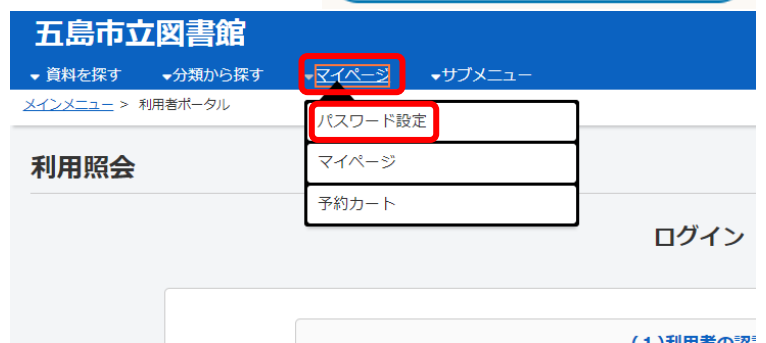 五島市立図書館
資料を探す 分類から探す マイページ サブメニュー
メインメニュー > 利用者ポータル
パスワード設定
マイページ
予約カート
利用照会
ログイン
(1)利用者の認